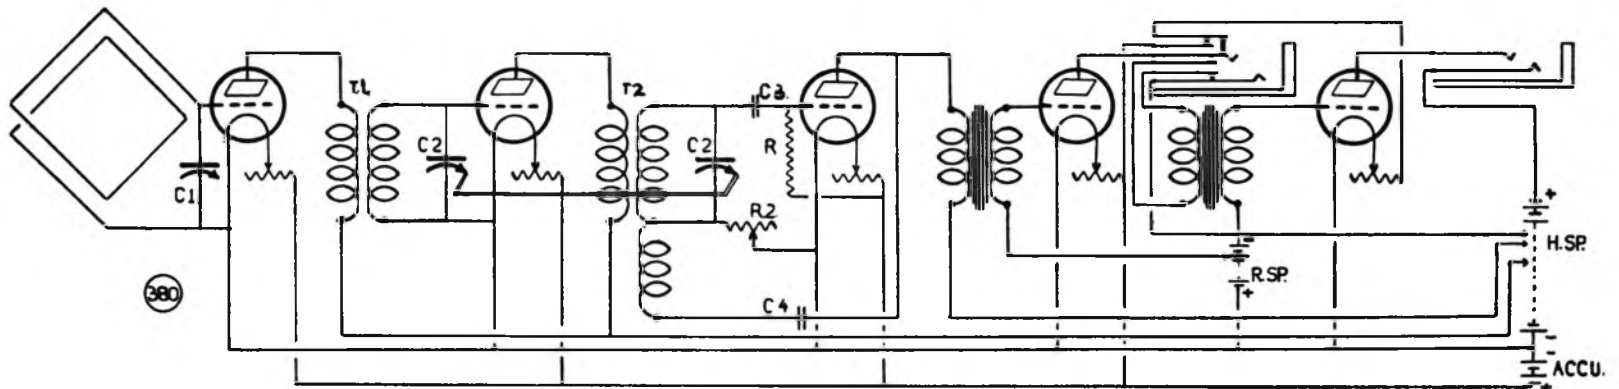 T1
T2
C3.
C2
C2
R
C1.
R2
+
-
H.SP.
380
R.SP.
+
C4
-
-
ACCU.
+